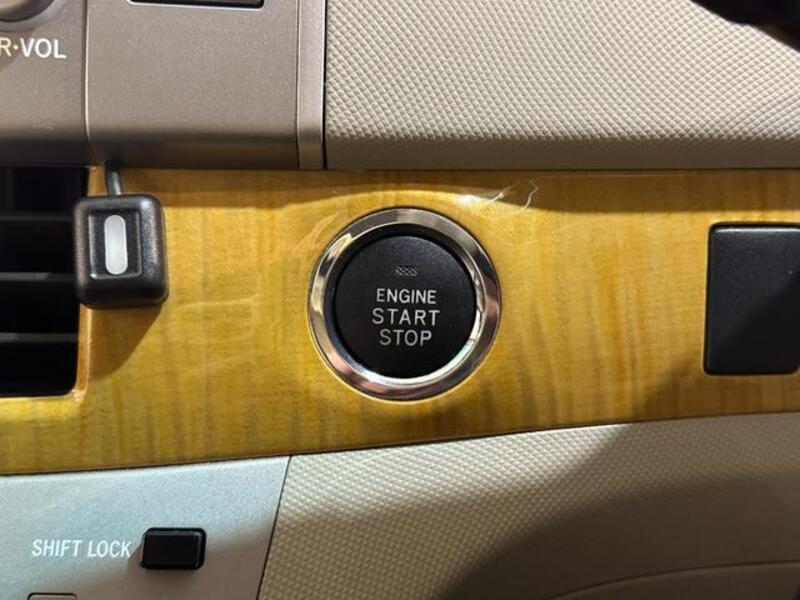 R·VOL
ENGINE
START
STOP
SHIFT LOCK